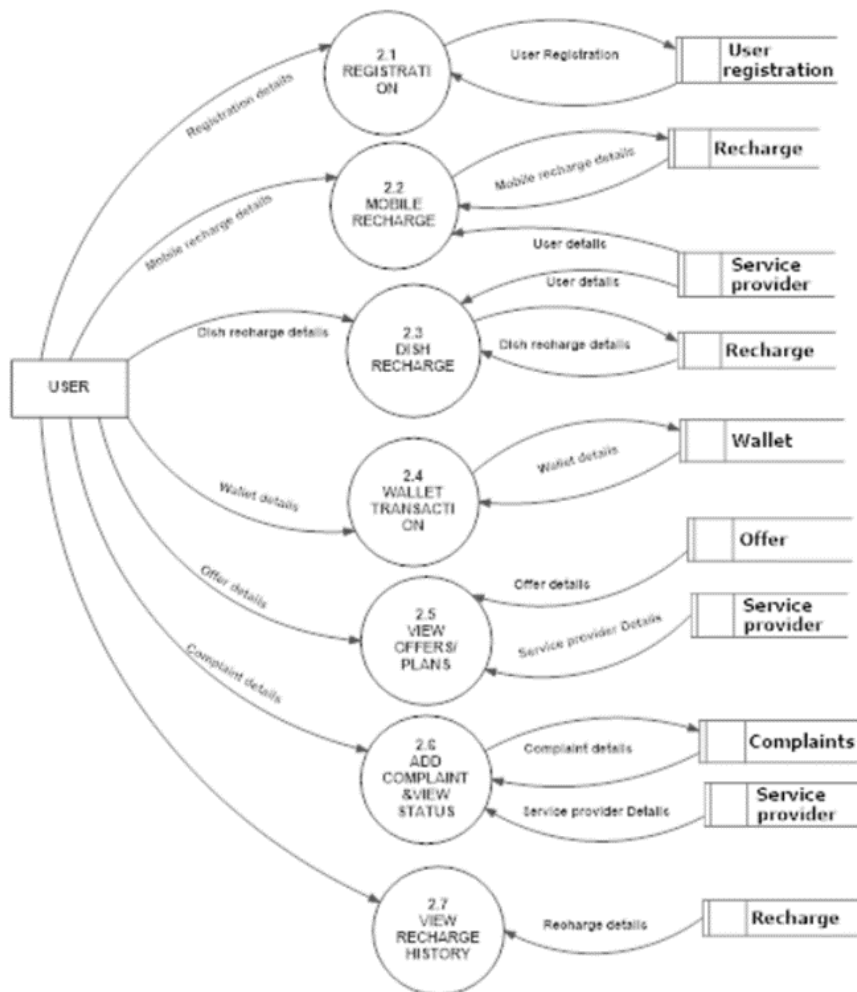 2.1
REGISTRATI
ON
User Registration
User
registration
Registration details
2.2
MOBILE
RECHARGE
Mobile recharge details
Recharge
Mobile recharge details
User details
Service
provider
User details
2.3
DISH
RECHARGE
Dish recharge details
Dish recharge details
Recharge
USER
2.4
WALLET
TRANSACTI
ON
Wallet details
Wallet
Wallet details
Offer
Offer details
Offer details
2.5
VIEW
OFFERS/
PLANS
Service provider Details
Service
provider
Complaint details
2.6
ADD
COMPLAINT
&VIEW
STATUS
Complaint details
Complaints
Service provider Details
Service
provider
2.7
VIEW
RECHARGE
HISTORY
Recharge details
Recharge